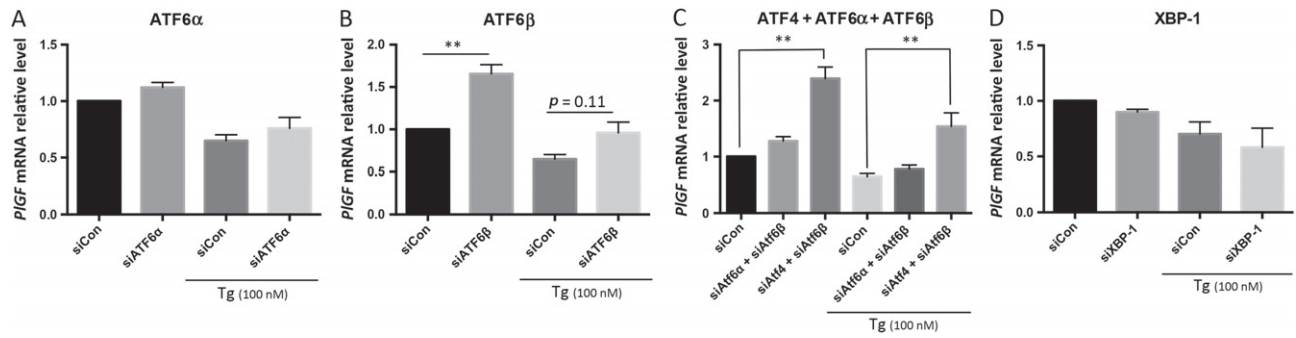 A
ATF6α
PlGF mRNA relative level
1.5
1.0
0.5
0.0
siCon
siATF6α
siCon
siATF6α
Tg (100 nM)
B
ATF6β
PlGF mRNA relative level
2.0
1.5
1.0
0.5
0.0
**
p = 0.11
siCon
siATF6β
siCon
siATF6β
Tg (100 nM)
C
ATF4 + ATF6α + ATF6β
PlGF mRNA relative level
3
2
1
0
**
**
siCon
siAtf6α + siAtf6β
siAtf4 + siAtf6β
siCon
siAtf6α + siAtf6β
siAtf4 + siAtf6β
Tg (100 nM)
D
XBP-1
PlGF mRNA relative level
1.5
1.0
0.5
0.0
siCon
siXBP-1
siCon
siXBP-1
Tg (100 nM)